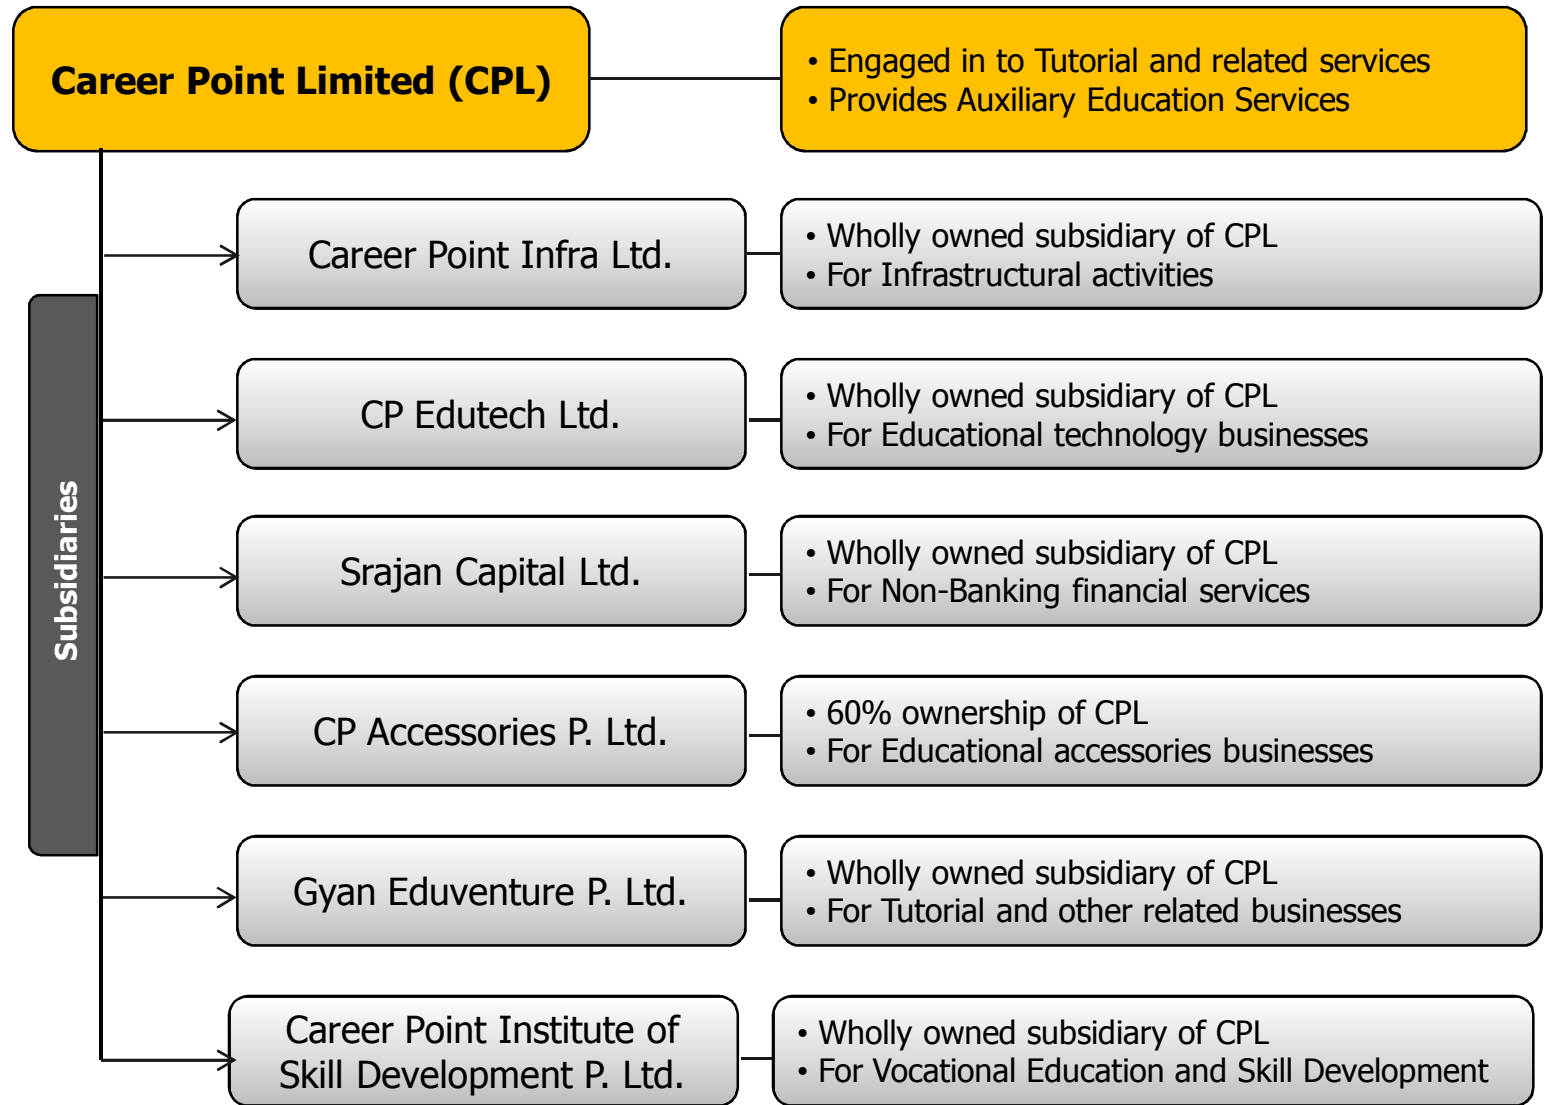 Career Point Limited (CPL)
• Engaged in to Tutorial and related services
• Provides Auxiliary Education Services
Subsidiaries
Career Point Infra Ltd.
• Wholly owned subsidiary of CPL
• For Infrastructural activities
CP Edutech Ltd.
• Wholly owned subsidiary of CPL
• For Educational technology businesses
Srajan Capital Ltd.
• Wholly owned subsidiary of CPL
• For Non-Banking financial services
CP Accessories P. Ltd.
• 60% ownership of CPL
• For Educational accessories businesses
Gyan Eduventure P. Ltd.
• Wholly owned subsidiary of CPL
• For Tutorial and other related businesses
Career Point Institute of
Skill Development P. Ltd.
• Wholly owned subsidiary of CPL
• For Vocational Education and Skill Development